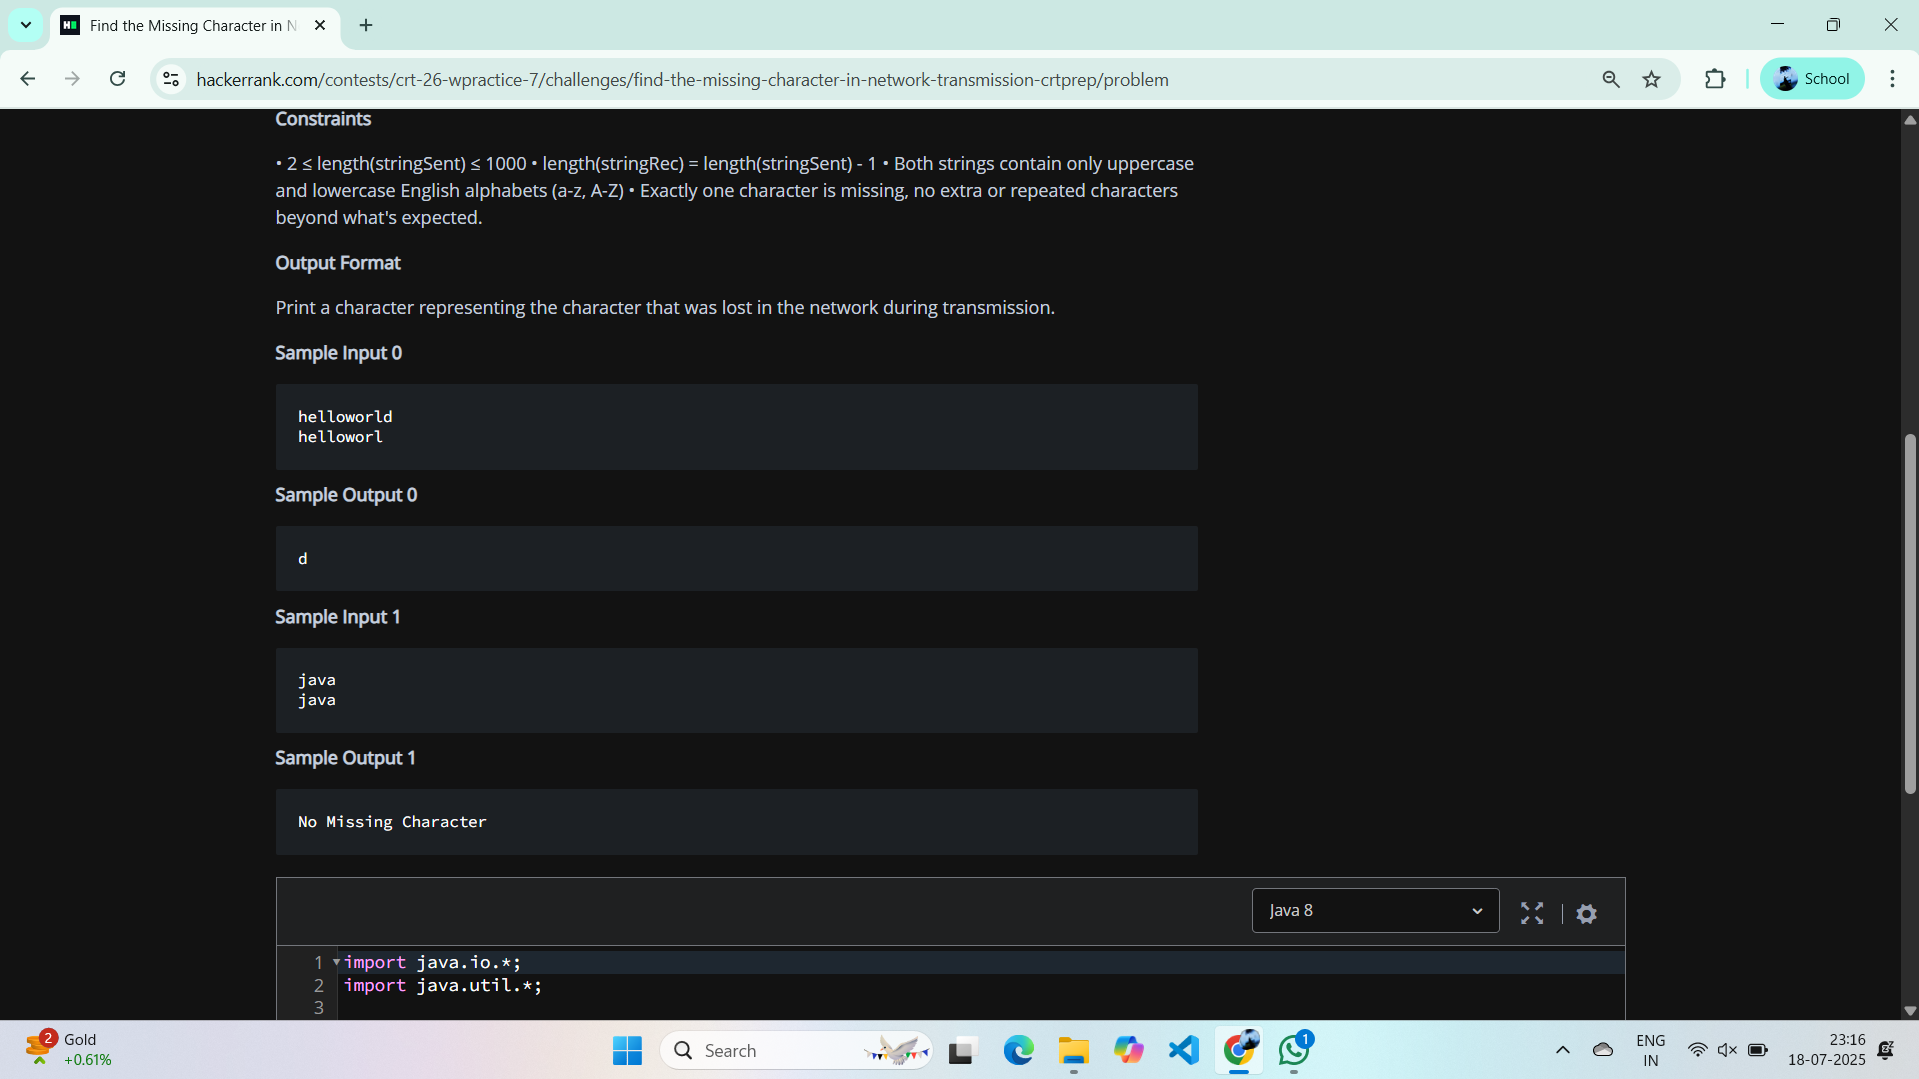 Find the Missing Character in N
hackerrank.com/contests/crt-26-wpractice-7/challenges/find-the-missing-character-in-network-transmission-crtprep/problem
School
Constraints
• 2 ≤ length(stringSent) ≤ 1000 • length(stringRec) = length(stringSent) - 1 • Both strings contain only uppercase
and lowercase English alphabets (a-z, A-Z) • Exactly one character is missing, no extra or repeated characters
beyond what's expected.
Output Format
Print a character representing the character that was lost in the network during transmission.
Sample Input 0
helloworld
helloworl
Sample Output 0
d
Sample Input 1
java
java
Sample Output 1
No Missing Character
Java 8
1 import java.io.*;
2 import java.util.*;
3
2
Gold
+0.61%
Search
1
ENG
IN
23:16
18-07-2025